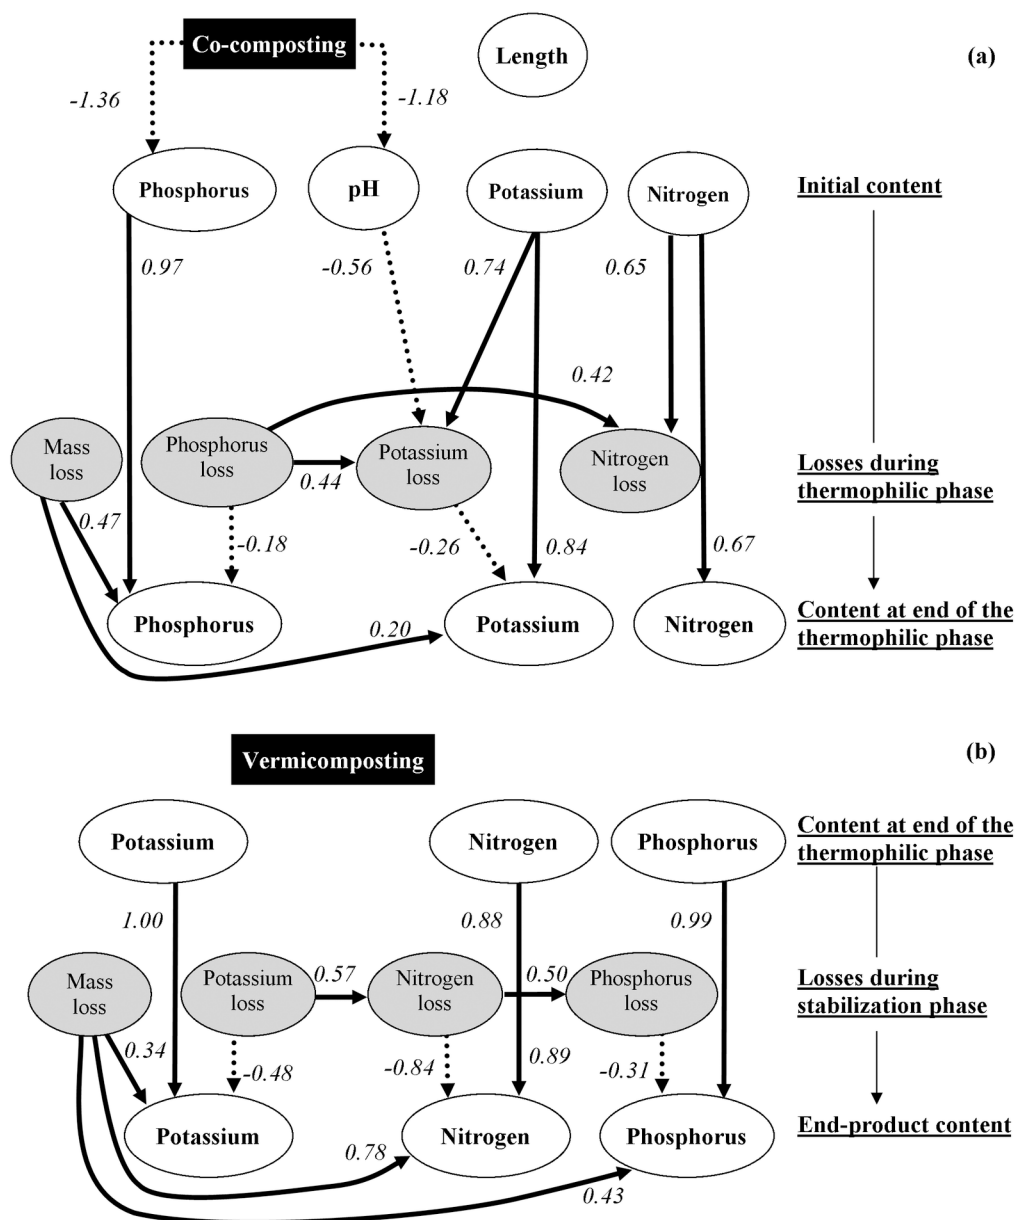 Co-composting
Length
(a)
-1.36
-1.18
Phosphorus
pH
Potassium
Nitrogen
Initial content
0.97
-0.56
0.74
0.65
0.42
Mass
loss
Phosphorus
loss
Potassium
loss
Nitrogen
loss
Losses during
thermophilic phase
0.44
0.47
-0.18
-0.26
0.84
0.67
Phosphorus
Potassium
Nitrogen
Content at end of the
thermophilic phase
0.20
Vermicomposting
(b)
Potassium
Nitrogen
Phosphorus
Content at end of the
thermophilic phase
1.00
0.88
0.99
Mass
loss
Potassium
loss
0.57
Nitrogen
loss
0.50
Phosphorus
loss
Losses during
stabilization phase
0.34
-0.48
-0.84
0.89
-0.31
Potassium
Nitrogen
Phosphorus
End-product content
0.78
0.43